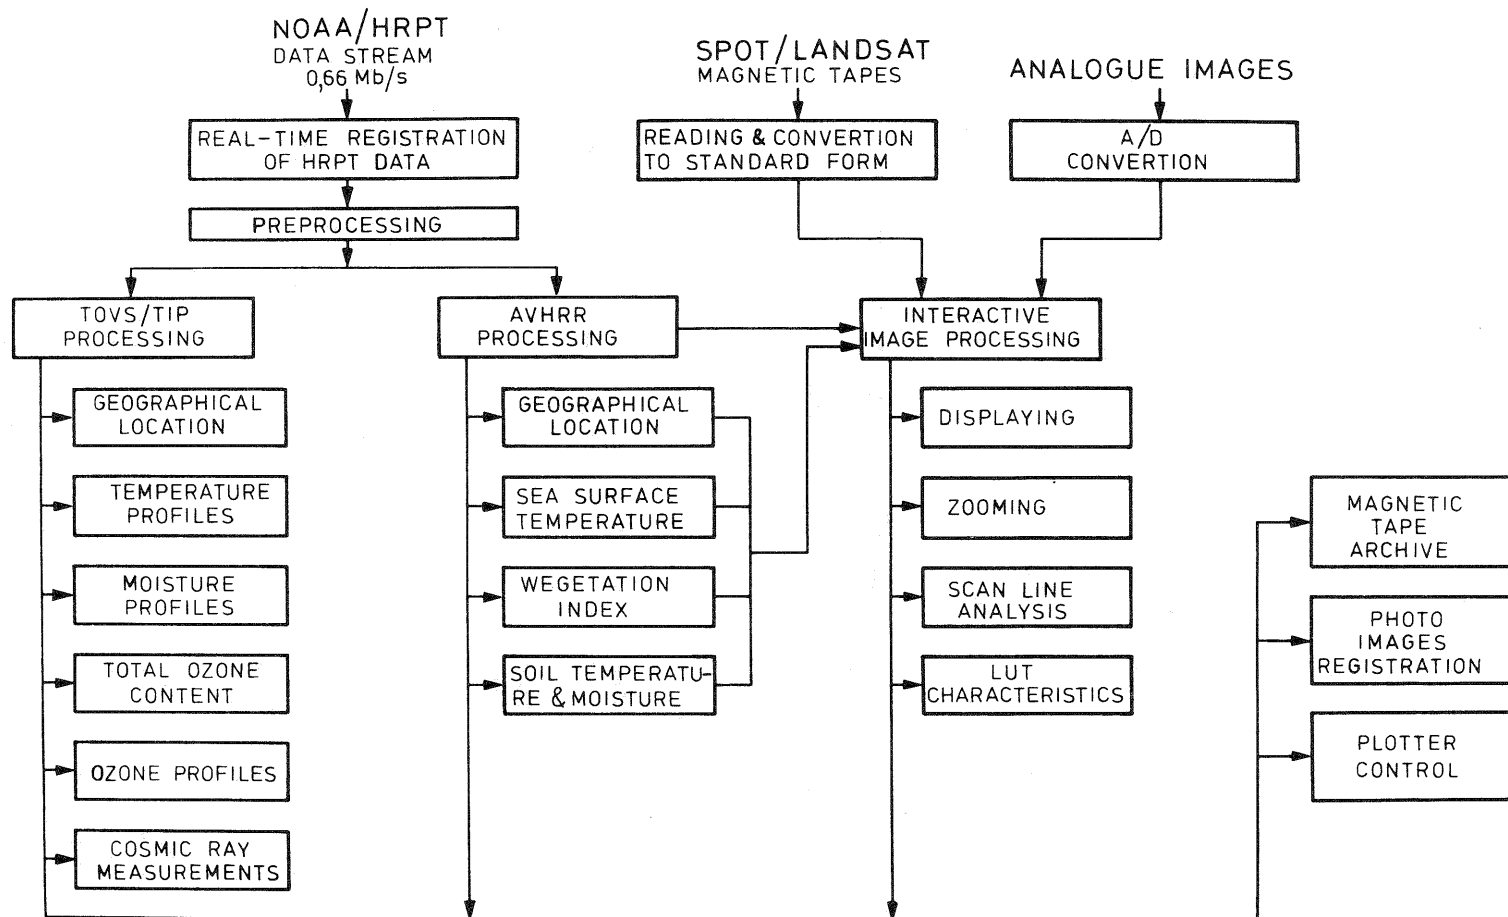 NOAA/HRPT
DATA STREAM
0,66 Mb/s
SPOT/LANDSAT
MAGNETIC TAPES
ANALOGUE IMAGES
REAL-TIME REGISTRATION
OF HRPT DATA
READING & CONVERTION
TO STANDARD FORM
A/D
CONVERTION
PREPROCESSING
TOVS/TIP
PROCESSING
AVHRR
PROCESSING
INTERACTIVE
IMAGE PROCESSING
GEOGRAPHICAL
LOCATION
TEMPERATURE
PROFILES
MOISTURE
PROFILES
TOTAL OZONE
CONTENT
OZONE PROFILES
COSMIC RAY
MEASUREMENTS
GEOGRAPHICAL
LOCATION
SEA SURFACE
TEMPERATURE
WEGETATION
INDEX
SOIL TEMPERATU-
RE & MOISTURE
DISPLAYING
ZOOMING
SCAN LINE
ANALYSIS
LUT
CHARACTERISTICS
MAGNETIC
TAPE
ARCHIVE
PHOTO
IMAGES
REGISTRATION
PLOTTER
CONTROL